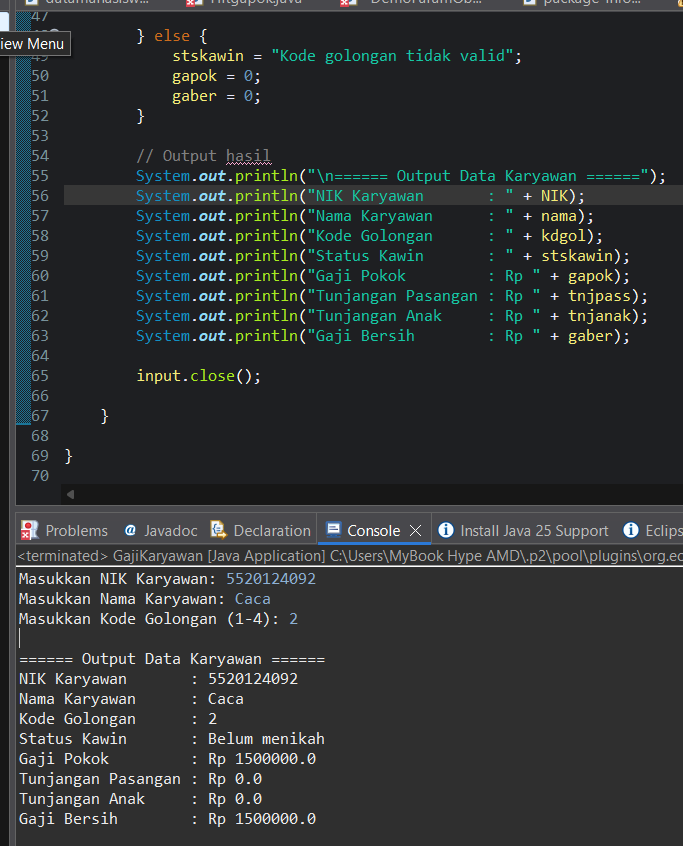 datamahasisw...
Hitgapok.java
DemoParamOb...
package-info...
47
iew Menu
} else {
49 stskawin = "Kode golongan tidak valid";
50 gapok = 0;
51 gaber = 0;
52 }
53
54 // Output hasil
55 System.out.println("\n====== Output Data Karyawan ======");
56 System.out.println("NIK Karyawan       : " + NIK);
57 System.out.println("Nama Karyawan      : " + nama);
58 System.out.println("Kode Golongan      : " + kdgol);
59 System.out.println("Status Kawin       : " + stskawin);
60 System.out.println("Gaji Pokok         : Rp " + gapok);
61 System.out.println("Tunjangan Pasangan : Rp " + tnjpass);
62 System.out.println("Tunjangan Anak     : Rp " + tnjanak);
63 System.out.println("Gaji Bersih        : Rp " + gaber);
64
65 input.close();
66
67 }
68
69 }
70
Problems @ Javadoc Declaration Console Install Java 25 Support Eclips
<terminated> GajiKaryawan [Java Application] C:\Users\MyBook Hype AMD\.p2\pool\plugins\org.ec
Masukkan NIK Karyawan: 5520124092
Masukkan Nama Karyawan: Caca
Masukkan Kode Golongan (1-4): 2
====== Output Data Karyawan ======
NIK Karyawan       : 5520124092
Nama Karyawan      : Caca
Kode Golongan      : 2
Status Kawin       : Belum menikah
Gaji Pokok         : Rp 1500000.0
Tunjangan Pasangan : Rp 0.0
Tunjangan Anak     : Rp 0.0
Gaji Bersih        : Rp 1500000.0